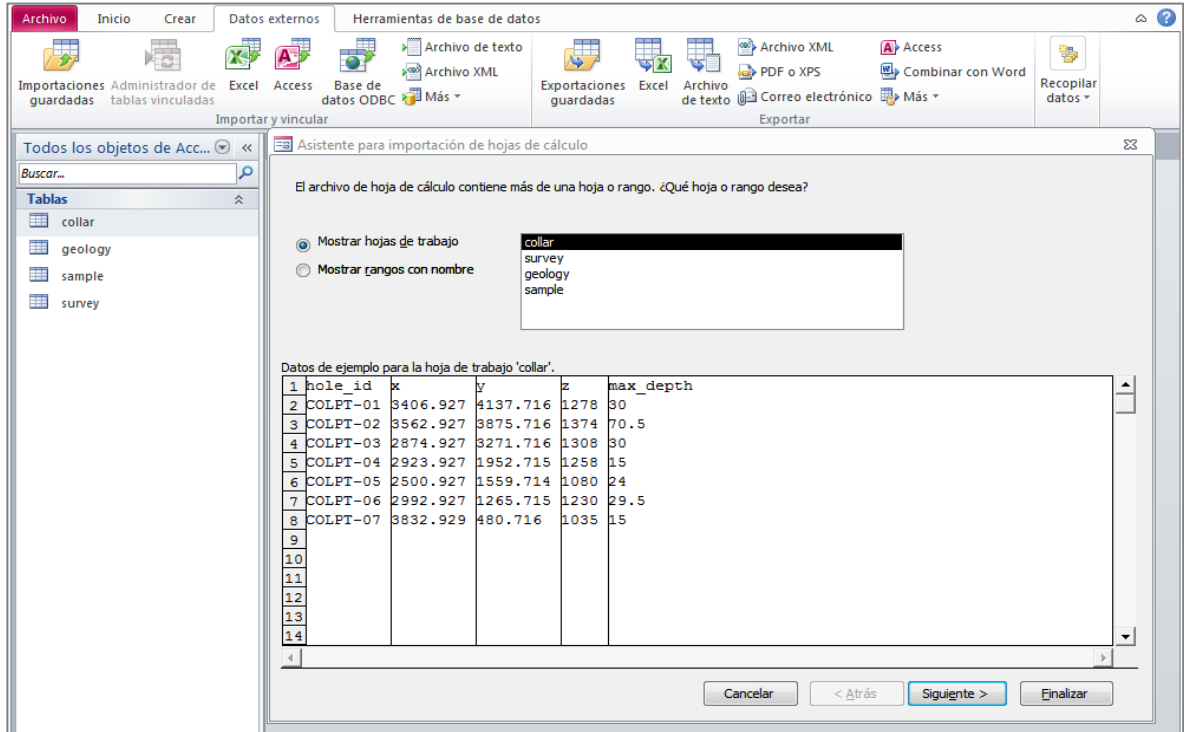 Archivo Inicio Crear Datos externos Herramientas de base de datos
Importaciones guardadas
Administrador de tablas vinculadas
Excel
Access
Base de datos ODBC
Archivo de texto
Archivo XML
Más
Importar y vincular
Exportaciones guardadas
Excel
Archivo de texto
Archivo XML
PDF o XPS
Correo electrónico
Access
Combinar con Word
Más
Exportar
Recopilar datos
Todos los objetos de Acc... «
Buscar...
Tablas
collar
geology
sample
survey
Asistente para importación de hojas de cálculo
El archivo de hoja de cálculo contiene más de una hoja o rango. ¿Qué hoja o rango desea?
Mostrar hojas de trabajo
Mostrar rangos con nombre
collar
survey
geology
sample
Datos de ejemplo para la hoja de trabajo 'collar'.
1 hole_id x y z max_depth
2 COLPT-01 3406.927 4137.716 1278 30
3 COLPT-02 3562.927 3875.716 1374 70.5
4 COLPT-03 2874.927 3271.716 1308 30
5 COLPT-04 2923.927 1952.715 1258 15
6 COLPT-05 2500.927 1559.714 1080 24
7 COLPT-06 2992.927 1265.715 1230 29.5
8 COLPT-07 3832.929 480.716 1035 15
9
10
11
12
13
14
Cancelar < Atrás Siguiente > Finalizar